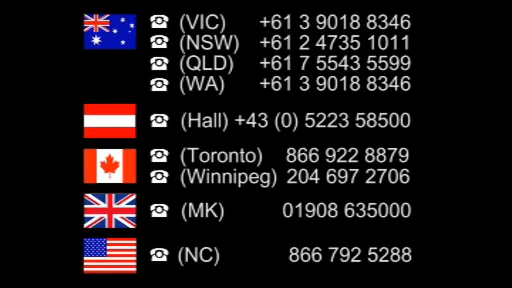 (VIC) +61 3 9018 8346
(NSW) +61 2 4735 1011
(QLD) +61 7 5543 5599
(WA) +61 3 9018 8346
(Hall) +43 (0) 5223 58500
(Toronto) 866 922 8879
(Winnipeg) 204 697 2706
(MK) 01908 635000
(NC) 866 792 5288